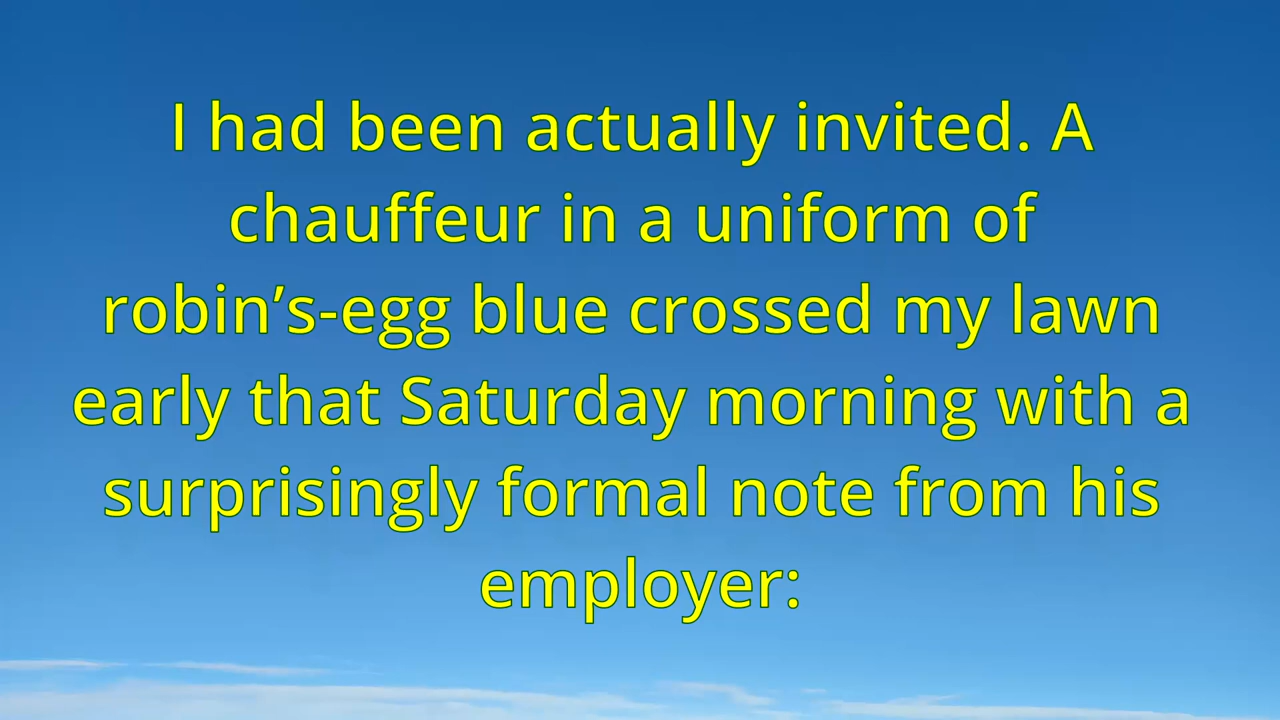 I had been actually invited. A
chauffeur in a uniform of
robin’s-egg blue crossed my lawn
early that Saturday morning with a
surprisingly formal note from his
employer: